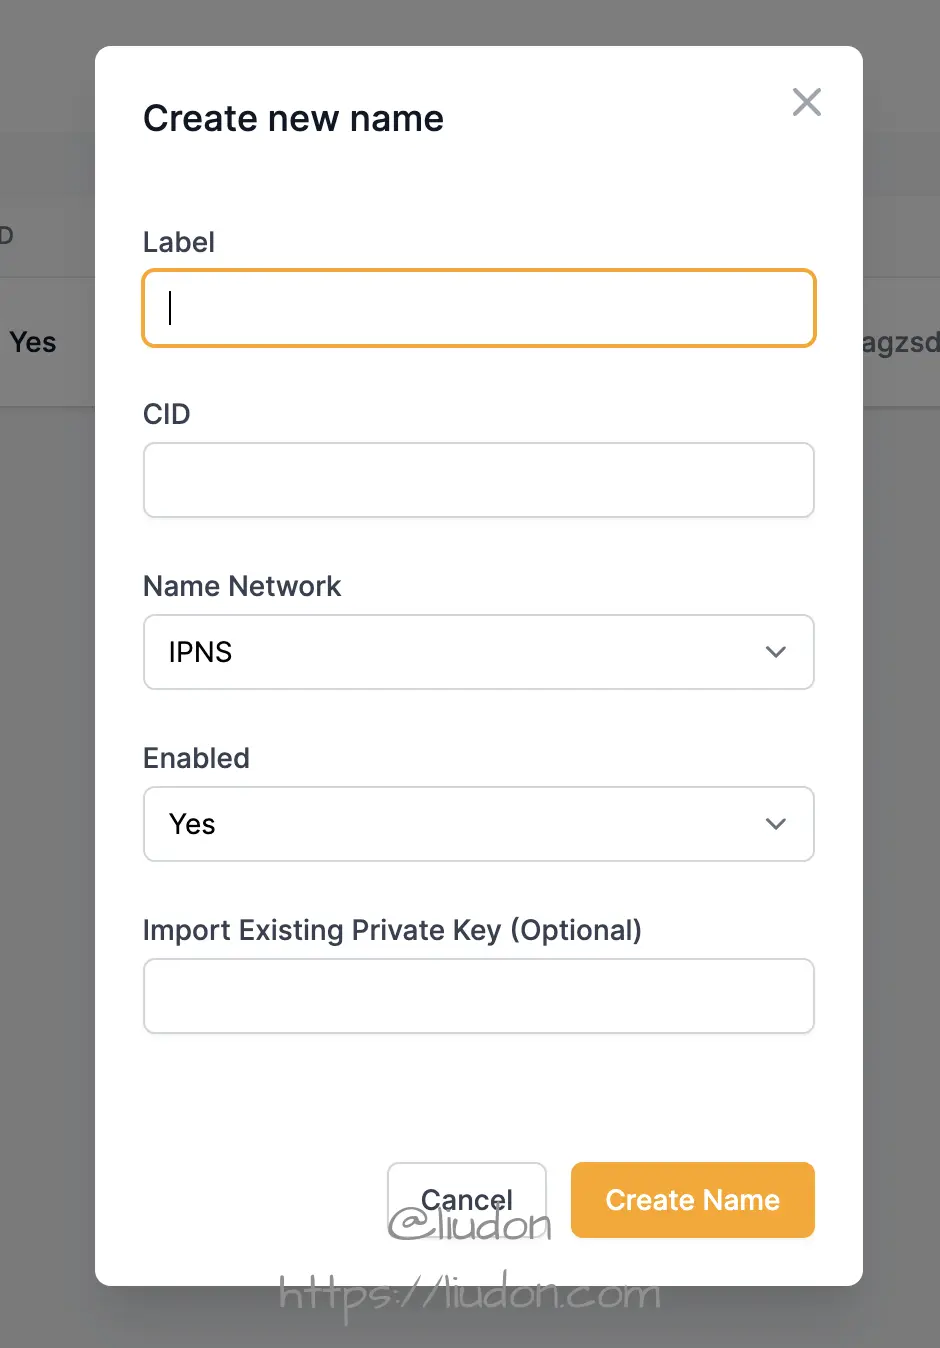 Create new name
Label
D
Yes
agzsd
CID
Name Network
IPNS
Enabled
Yes
Import Existing Private Key (Optional)
Cancel
Create Name
@liudon
https://liudon.com